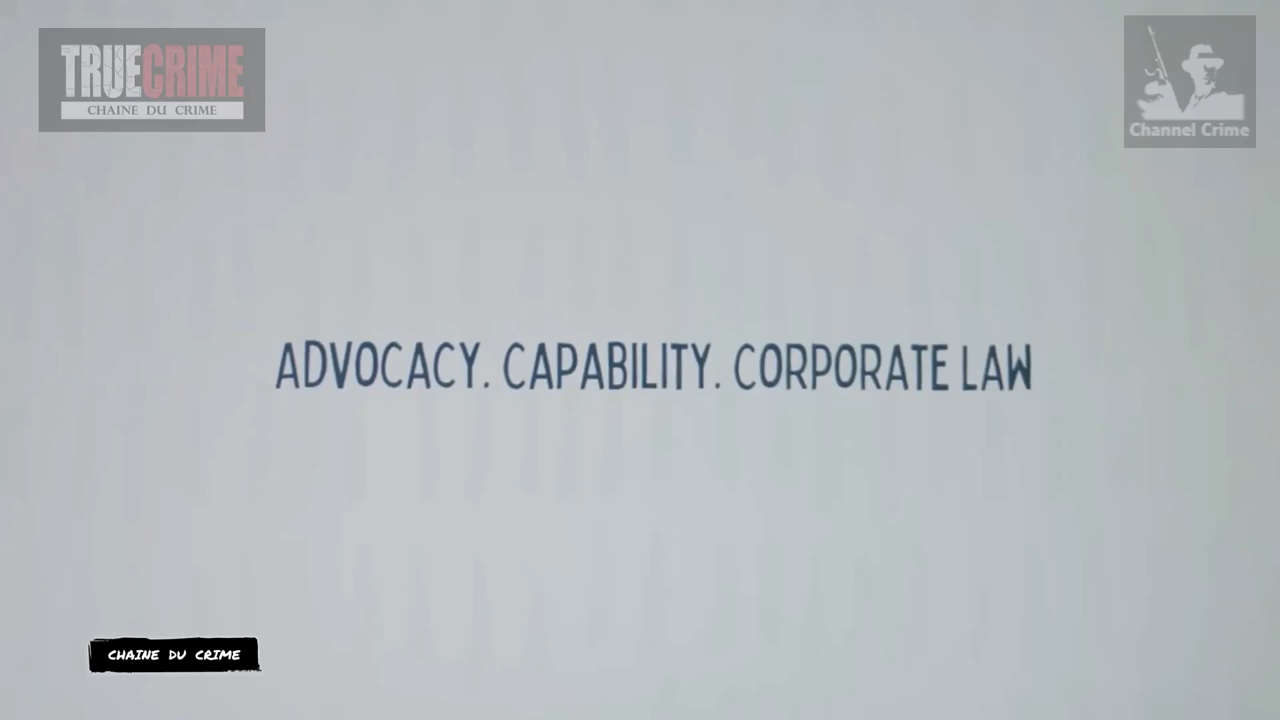 TRUECRIME
CHAINE DU CRIME
Channel Crime
ADVOCACY. CAPABILITY. CORPORATE LAW
CHAINE DU CRIME